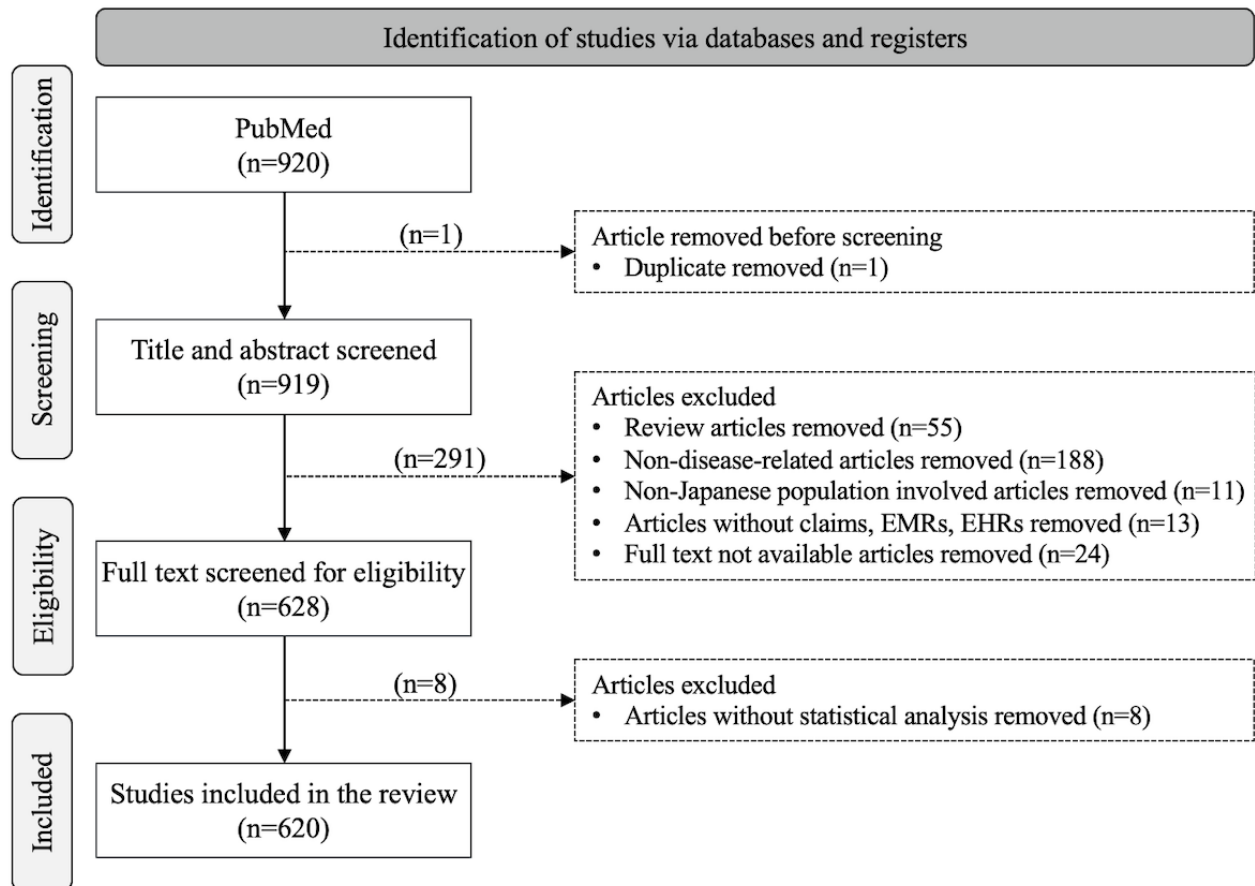 Identification of studies via databases and registers
Identification
PubMed
(n=920)
(n=1)
Article removed before screening
• Duplicate removed (n=1)
Screening
Title and abstract screened
(n=919)
(n=291)
Articles excluded
• Review articles removed (n=55)
• Non-disease-related articles removed (n=188)
• Non-Japanese population involved articles removed (n=11)
• Articles without claims, EMRs, EHRs removed (n=13)
• Full text not available articles removed (n=24)
Eligibility
Full text screened for eligibility
(n=628)
(n=8)
Articles excluded
• Articles without statistical analysis removed (n=8)
Included
Studies included in the review
(n=620)